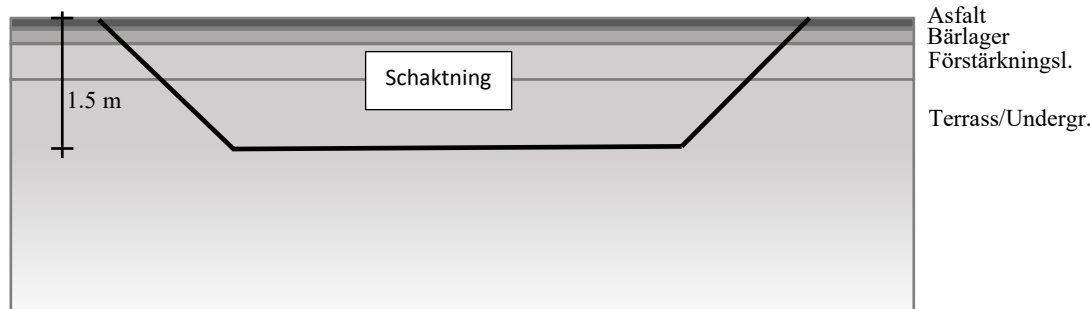 Asfalt
Bärlager
Förstärkningsl.
Schaktning
1.5 m
Terrass/Undergr.